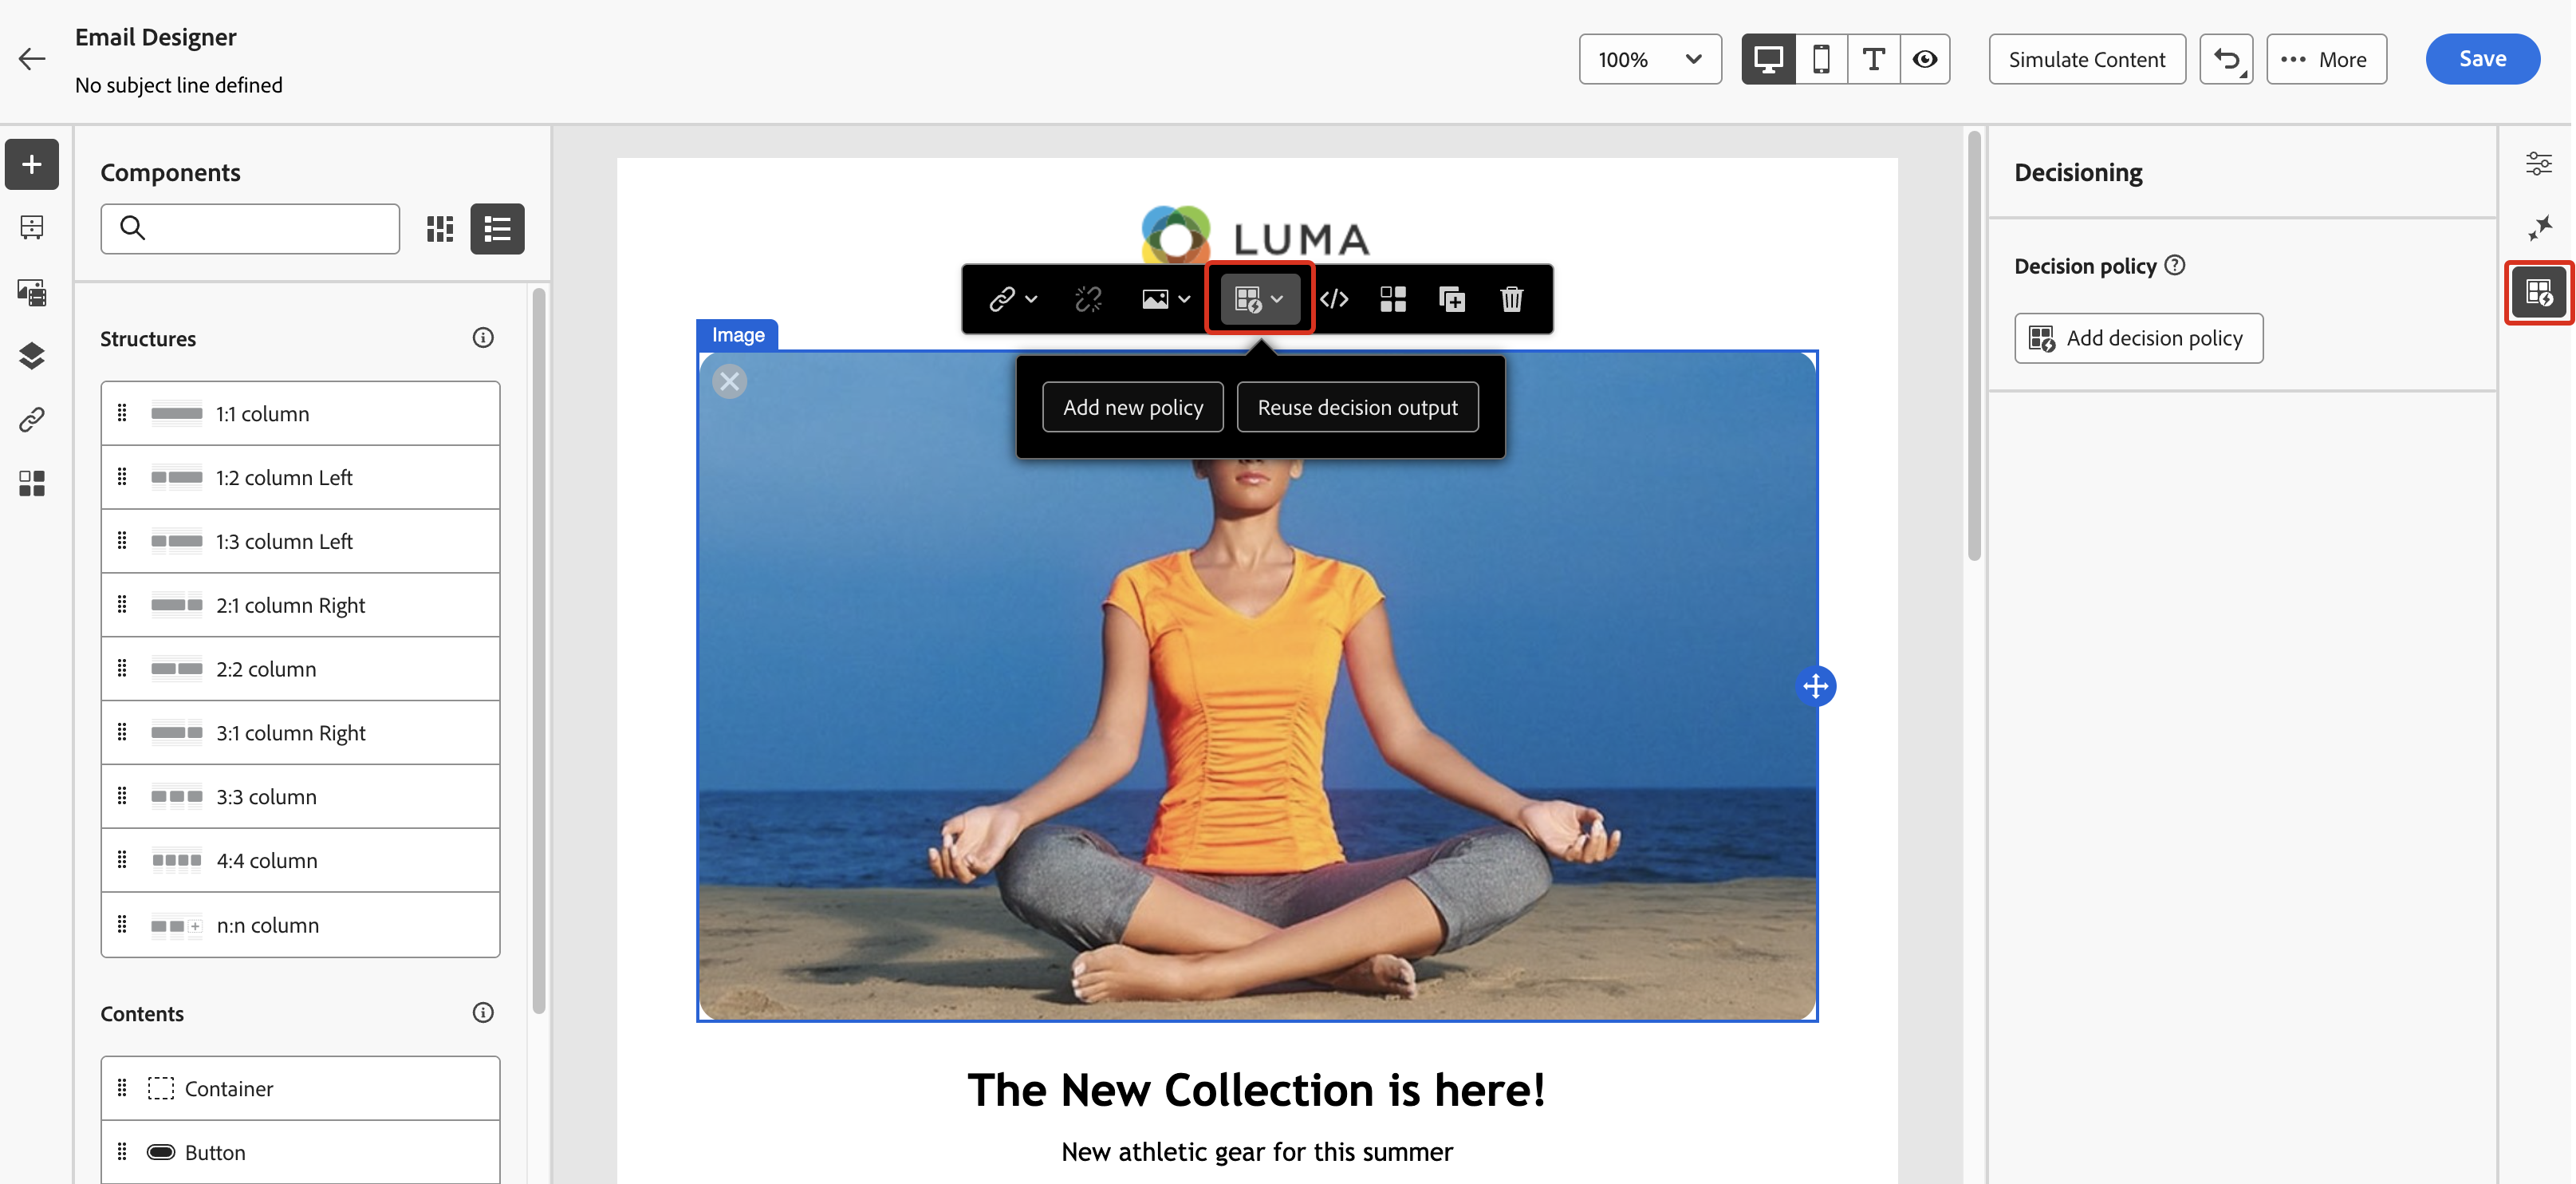 Email Designer
No subject line defined
100%
Simulate Content
More
Save
Components
Structures
1:1 column
1:2 column Left
1:3 column Left
2:1 column Right
2:2 column
3:1 column Right
3:3 column
4:4 column
n:n column
Contents
Container
Button
LUMA
Image
Add new policy
Reuse decision output
The New Collection is here!
New athletic gear for this summer
Decisioning
Decision policy
Add decision policy